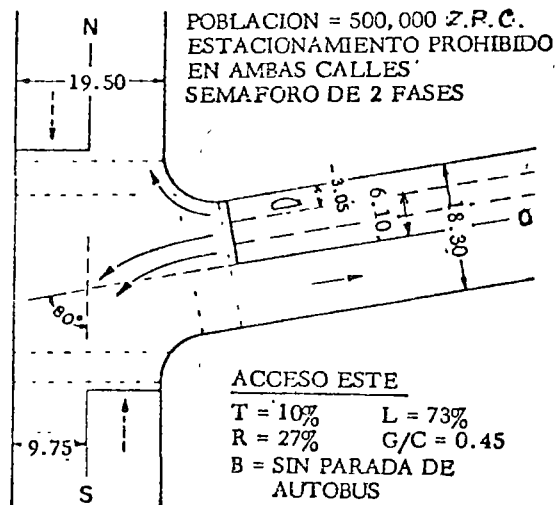 POBLACION = 500,000 Z.R.C.
ESTACIONAMIENTO PROHIBIDO
EN AMBAS CALLES
SEMAFORO DE 2 FASES
N
19.50
3.05
6.10
18.30
80°
9.75
S
ACCESO ESTE
T = 10% L = 73%
R = 27% G/C = 0.45
B = SIN PARADA DE
AUTOBUS